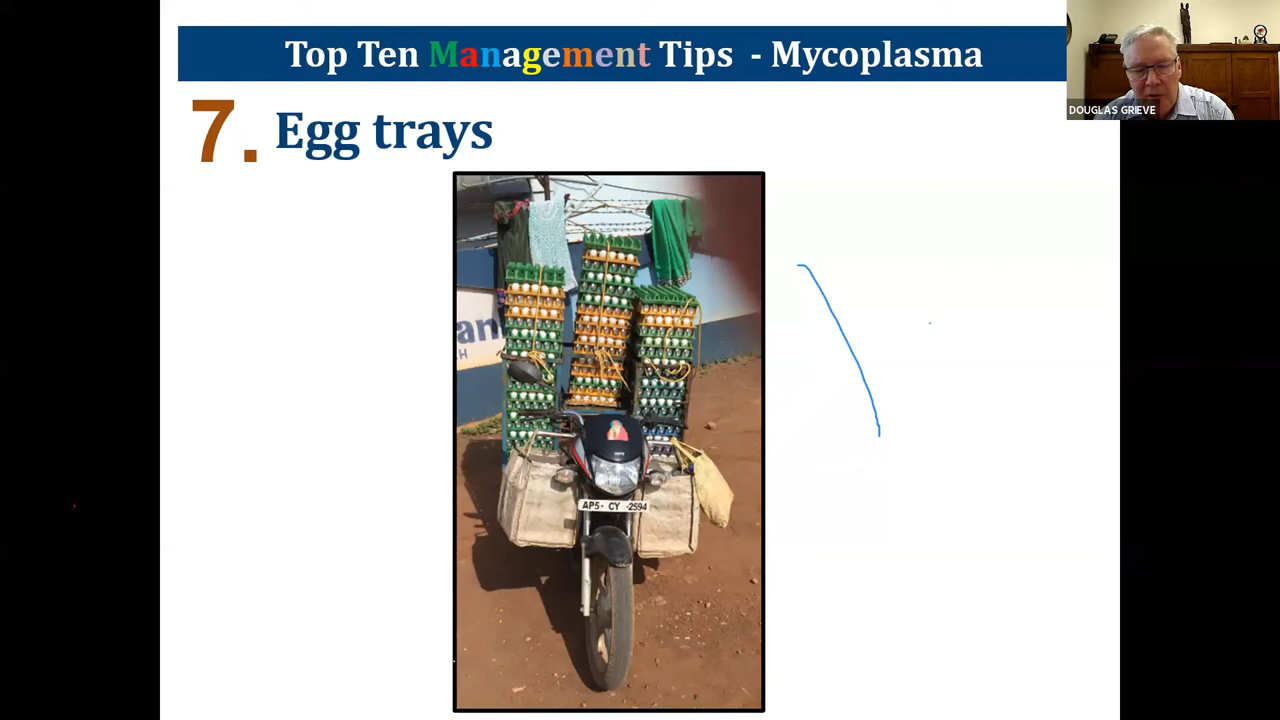 Top Ten Management Tips - Mycoplasma
DOUGLAS GRIEVE
7. Egg trays
AP5- CY -2594